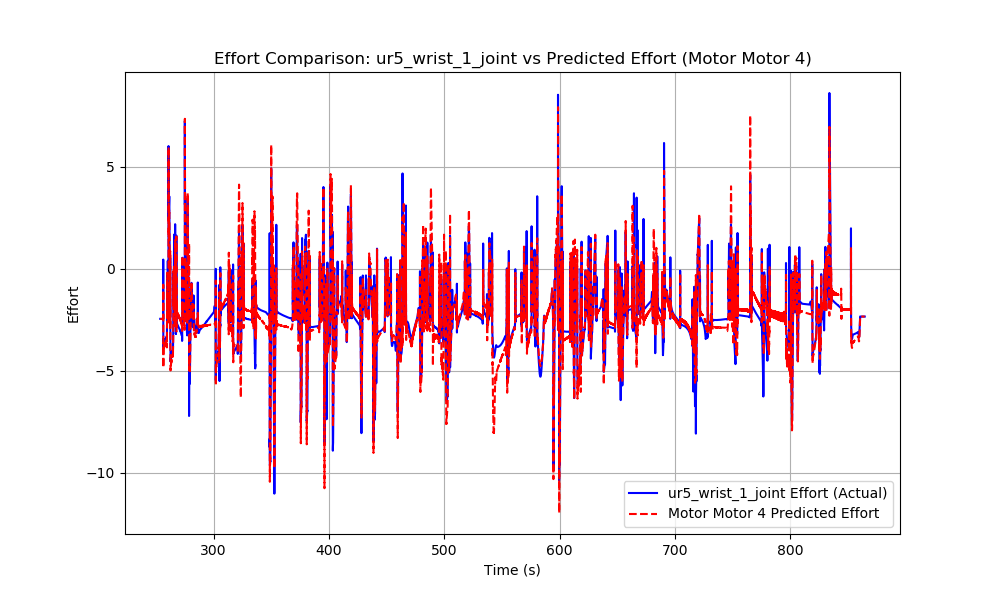 Effort Comparison: ur5_wrist_1_joint vs Predicted Effort (Motor Motor 4)
Effort
5
0
−5
−10
300
400
500
600
700
800
Time (s)
ur5_wrist_1_joint Effort (Actual)
Motor Motor 4 Predicted Effort